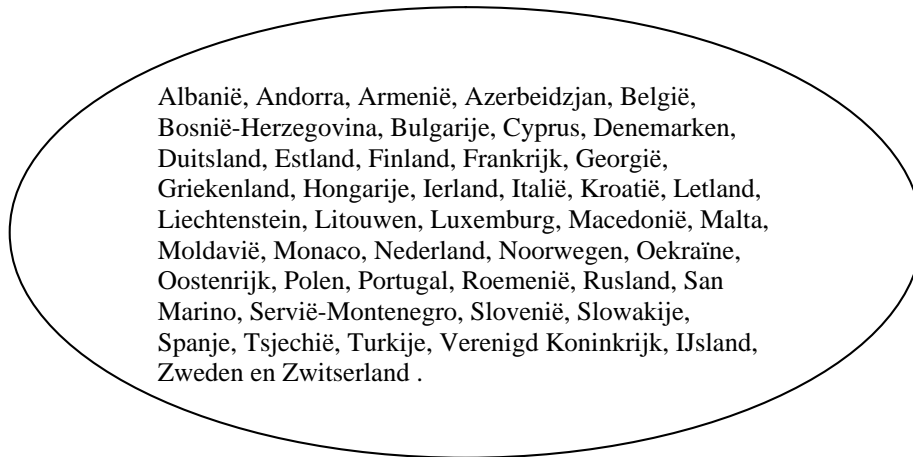 Albanië, Andorra, Armenië, Azerbeidzjan, België,
Bosnië-Herzegovina, Bulgarije, Cyprus, Denemarken,
Duitsland, Estland, Finland, Frankrijk, Georgië,
Griekenland, Hongarije, Ierland, Italië, Kroatië, Letland,
Liechtenstein, Litouwen, Luxemburg, Macedonië, Malta,
Moldavië, Monaco, Nederland, Noorwegen, Oekraïne,
Oostenrijk, Polen, Portugal, Roemenië, Rusland, San
Marino, Servië-Montenegro, Slovenië, Slowakije,
Spanje, Tsjechië, Turkije, Verenigd Koninkrijk, IJsland,
Zweden en Zwitserland .